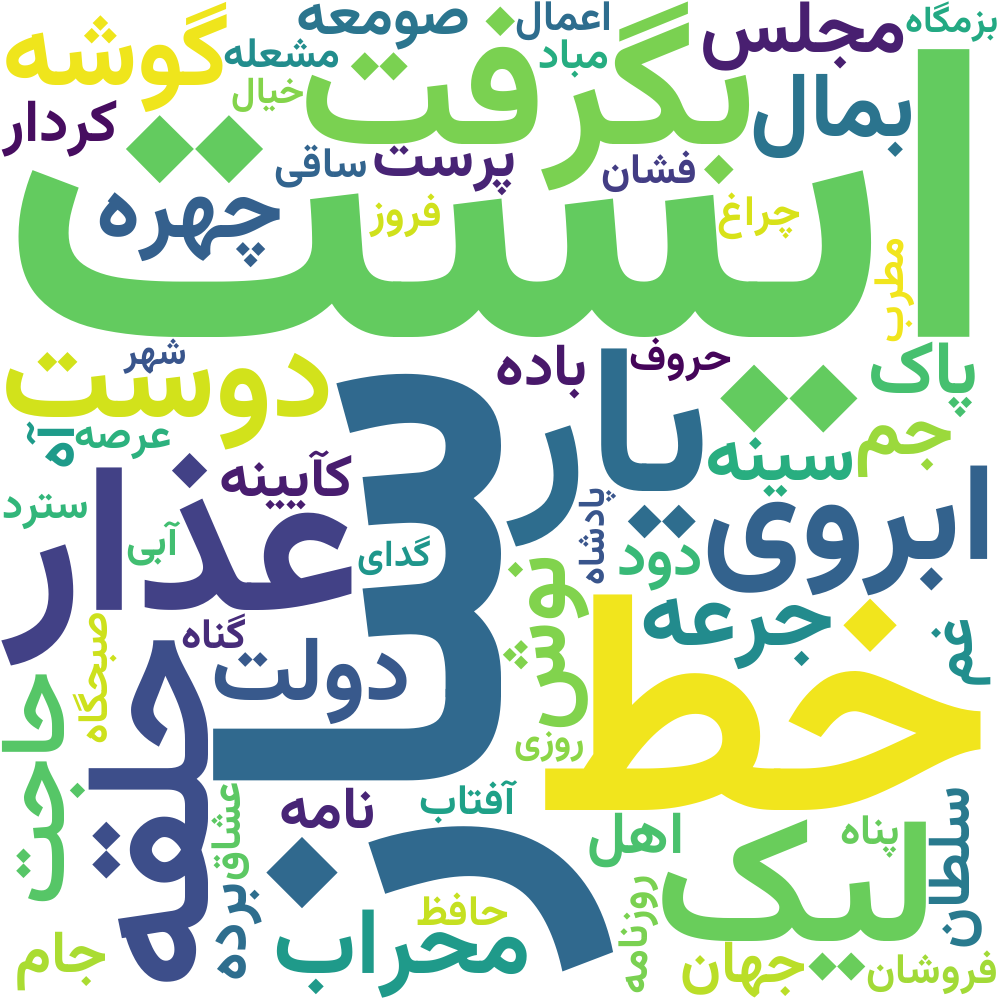 گوشه
صومعه
اعمال
مجلس
بزمگاه
مشعله
مباد
بگرفت
خیال
بمال
کردار
ساقی
پرست
فشان
ایست
چهره
فروز
چراغ
مطرب
شهر
دوست
باده
حروف
پاک
یار
جم
آه
عرصه
سینه
کآیینه
ساز
ابروی
سترد
عذار
آبی
گدای
پادشاه
دود
نوش
جرعه
خط
غم
صبحگاه
گناه
دولت
حلقه
حاجت
روزی
عشاق
نامه
آفتاب
اهل
لیک
پناه
سلطان
برده
حافظ
محراب
روزنامه
جام
جهان
فروشان